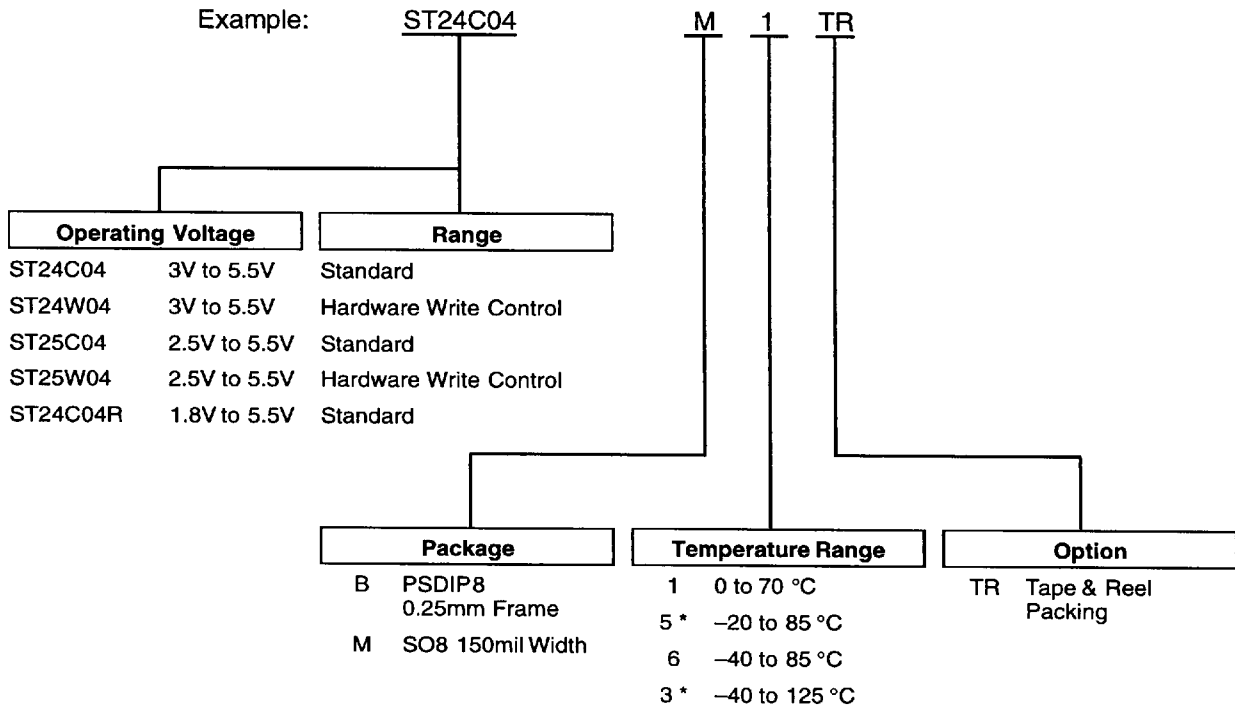 Example: ST24C04 M 1 TR
Operating Voltage Range
ST24C04 3V to 5.5V Standard
ST24W04 3V to 5.5V Hardware Write Control
ST25C04 2.5V to 5.5V Standard
ST25W04 2.5V to 5.5V Hardware Write Control
ST24C04R 1.8V to 5.5V Standard
Package
B PSDIP8
0.25mm Frame
M SO8 150mil Width
Temperature Range
1 0 to 70 °C
5 * –20 to 85 °C
6 –40 to 85 °C
3 * –40 to 125 °C
Option
TR Tape & Reel
Packing